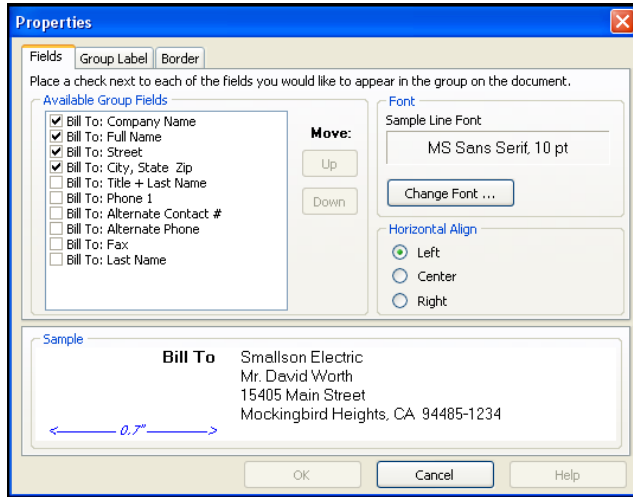 Properties
Fields Group Label Border
Place a check next to each of the fields you would like to appear in the group on the document.
Available Group Fields
Bill To: Company Name
Bill To: Full Name
Bill To: Street
Bill To: City, State Zip
Bill To: Title + Last Name
Bill To: Phone 1
Bill To: Alternate Contact #
Bill To: Alternate Phone
Bill To: Fax
Bill To: Last Name
Move:
Up
Down
Font
Sample Line Font
MS Sans Serif, 10 pt
Change Font ...
Horizontal Align
Left
Center
Right
Sample
Bill To
Smallson Electric
Mr. David Worth
15405 Main Street
Mockingbird Heights, CA 94485-1234
0.7"
OK Cancel Help